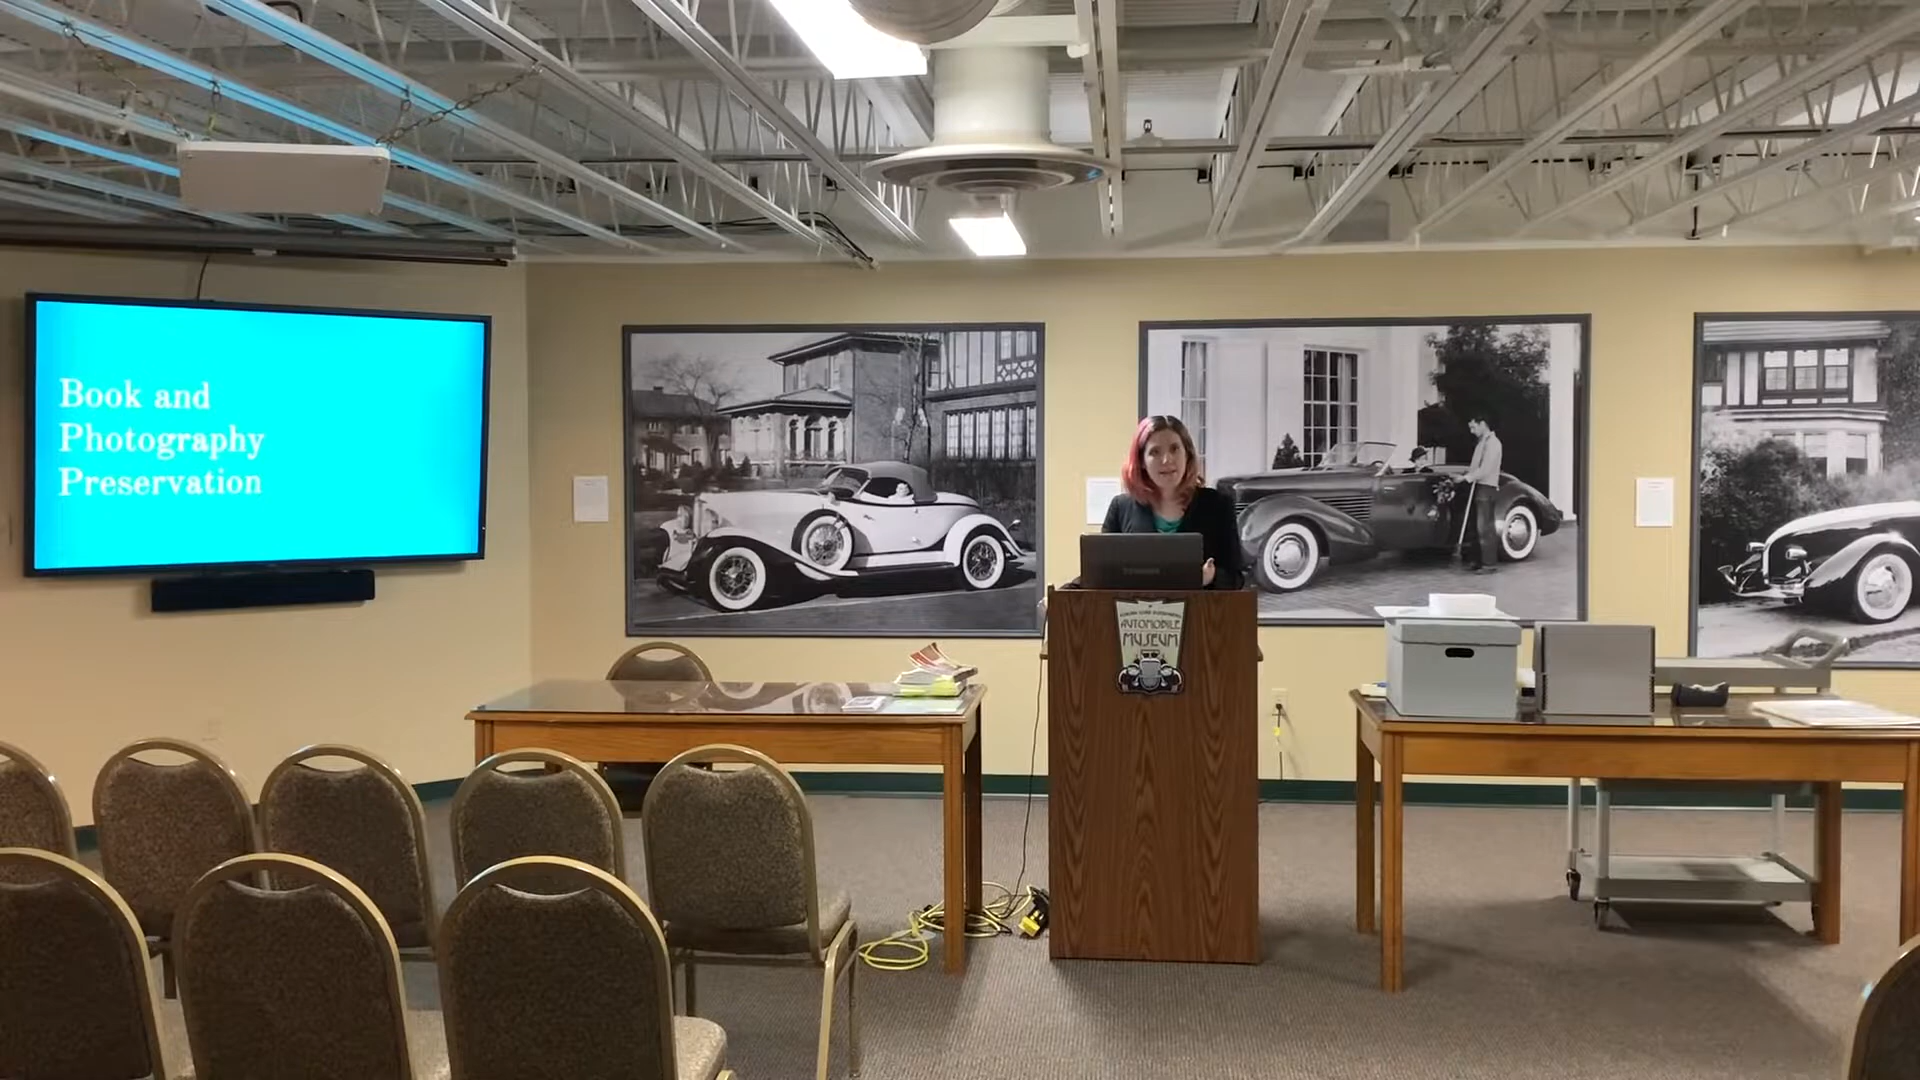 Book and
Photography
Preservation
AUTOMOBILE
MUSEUM